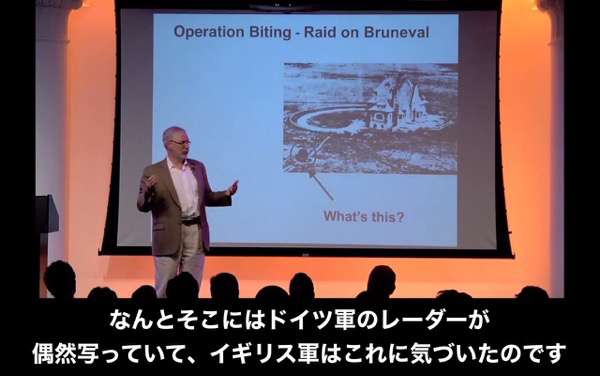 Operation Biting - Raid on Bruneval
What's this?
なんとそこにはドイツ軍のレーダーが
偶然写っていて、イギリス軍はこれに気づいたのです